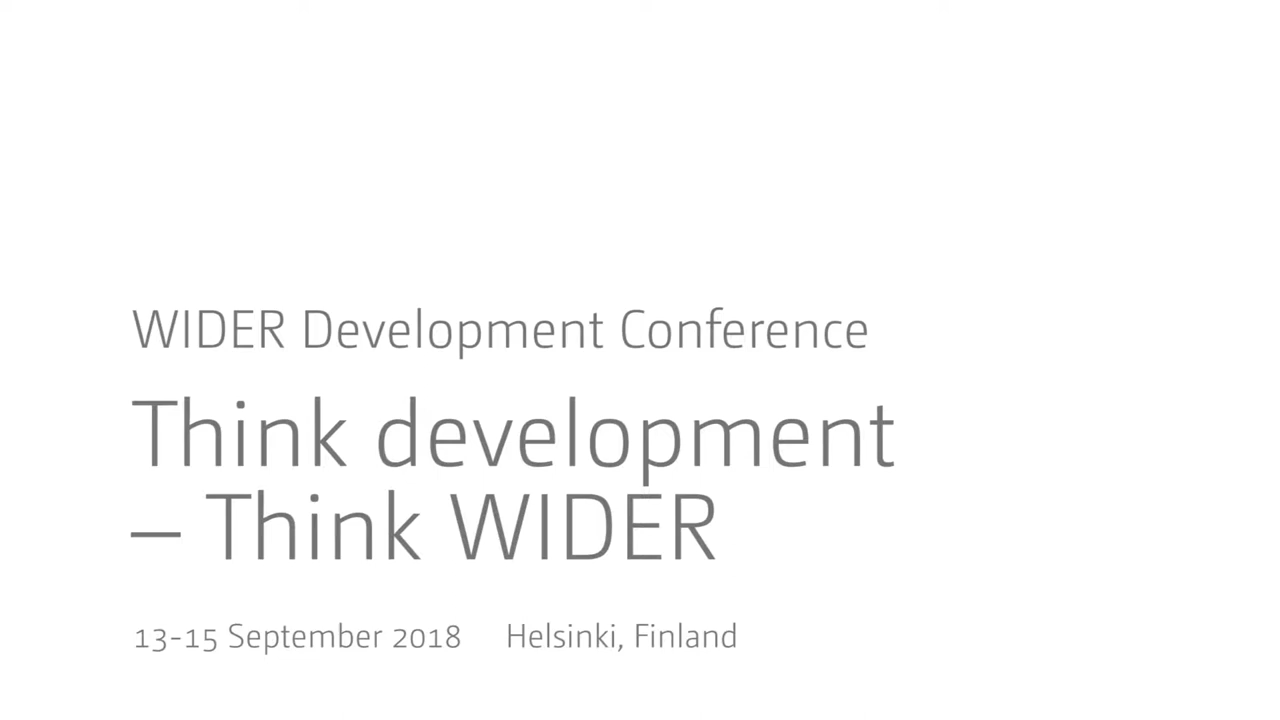 WIDER Development Conference
Think development
– Think WIDER
13-15 September 2018 Helsinki, Finland